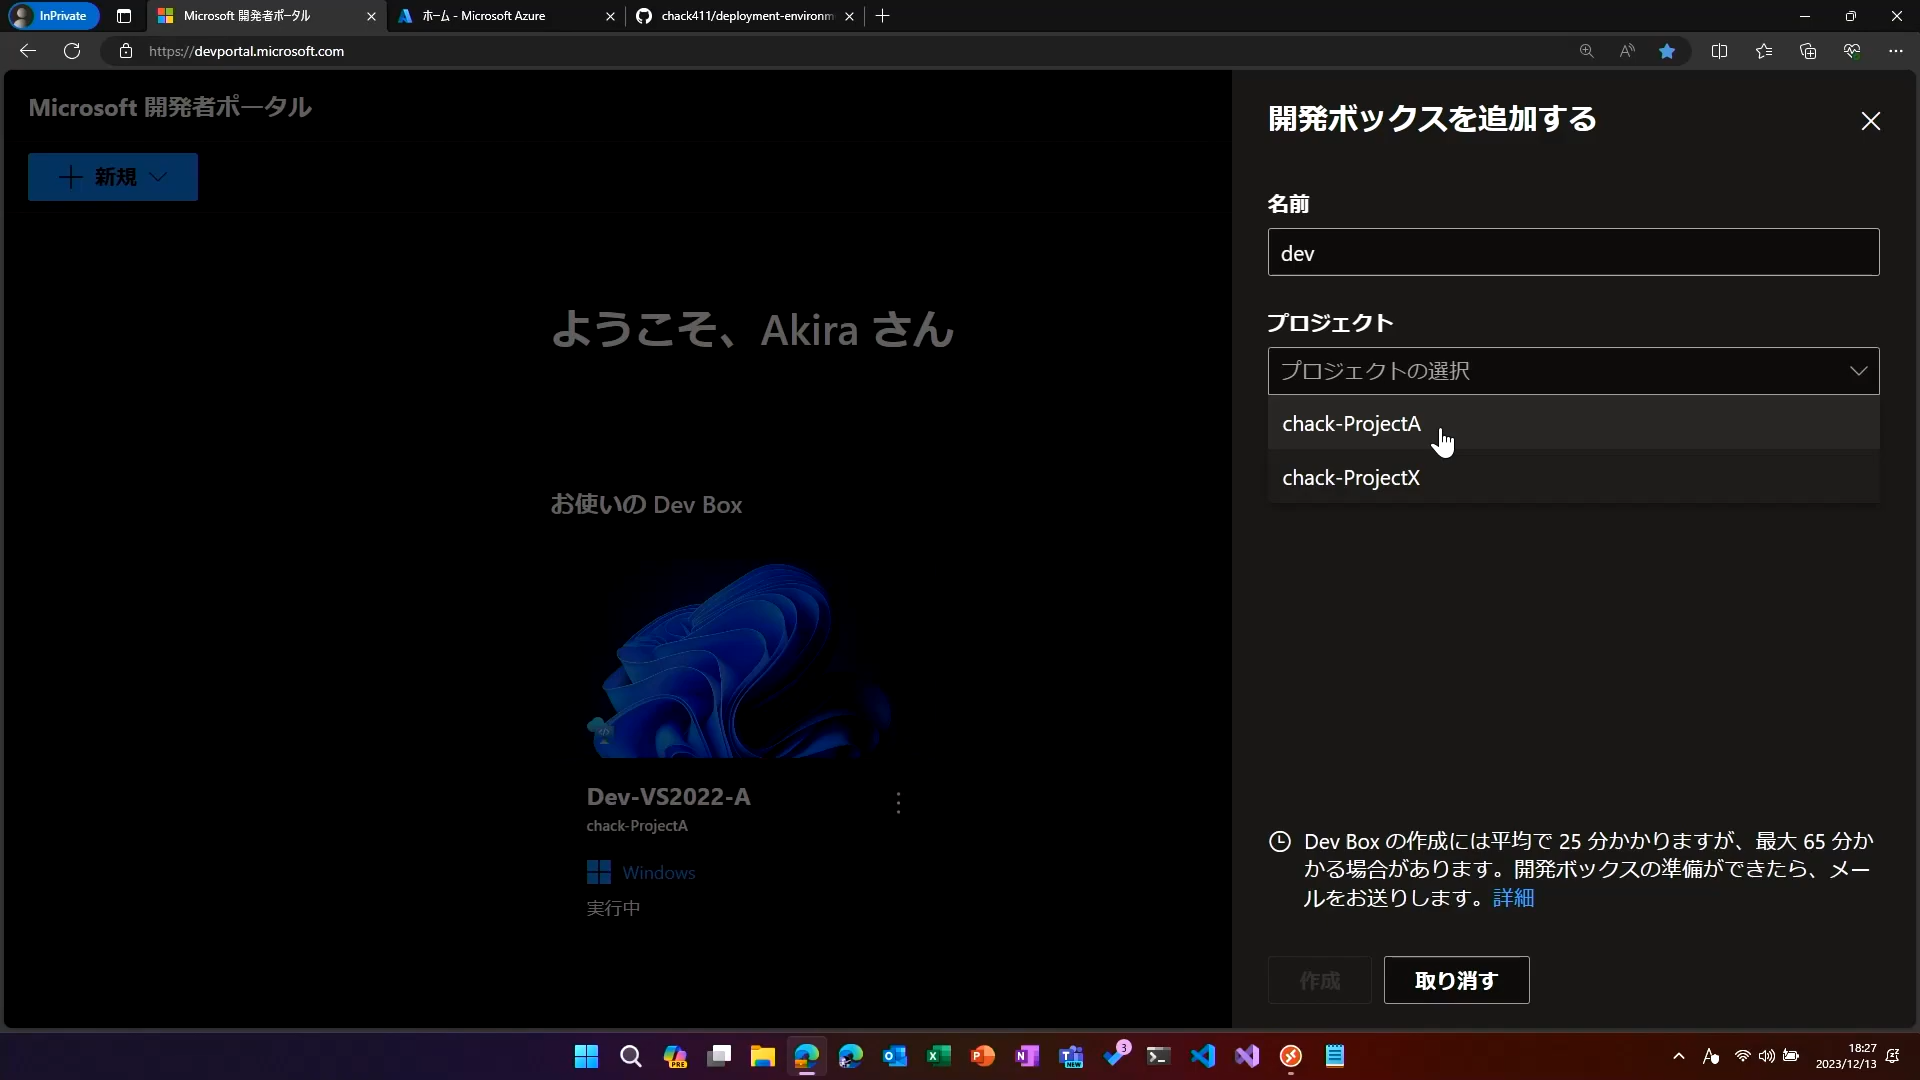 InPrivate
Microsoft 開発者ポータル
ホーム - Microsoft Azure
chack411/deployment-environm
https://devportal.microsoft.com
Microsoft 開発者ポータル
新規
ようこそ、Akira さん
お使いの Dev Box
Dev-VS2022-A
chack-ProjectA
Windows
実行中
開発ボックスを追加する
名前
dev
プロジェクト
プロジェクトの選択
chack-ProjectA
chack-ProjectX
Dev Box の作成には平均で 25 分かかりますが、最大 65 分か
かる場合があります。開発ボックスの準備ができたら、メー
ルをお送りします。詳細
作成
取り消す
PRE
NEW
3
18:27
2023/12/13